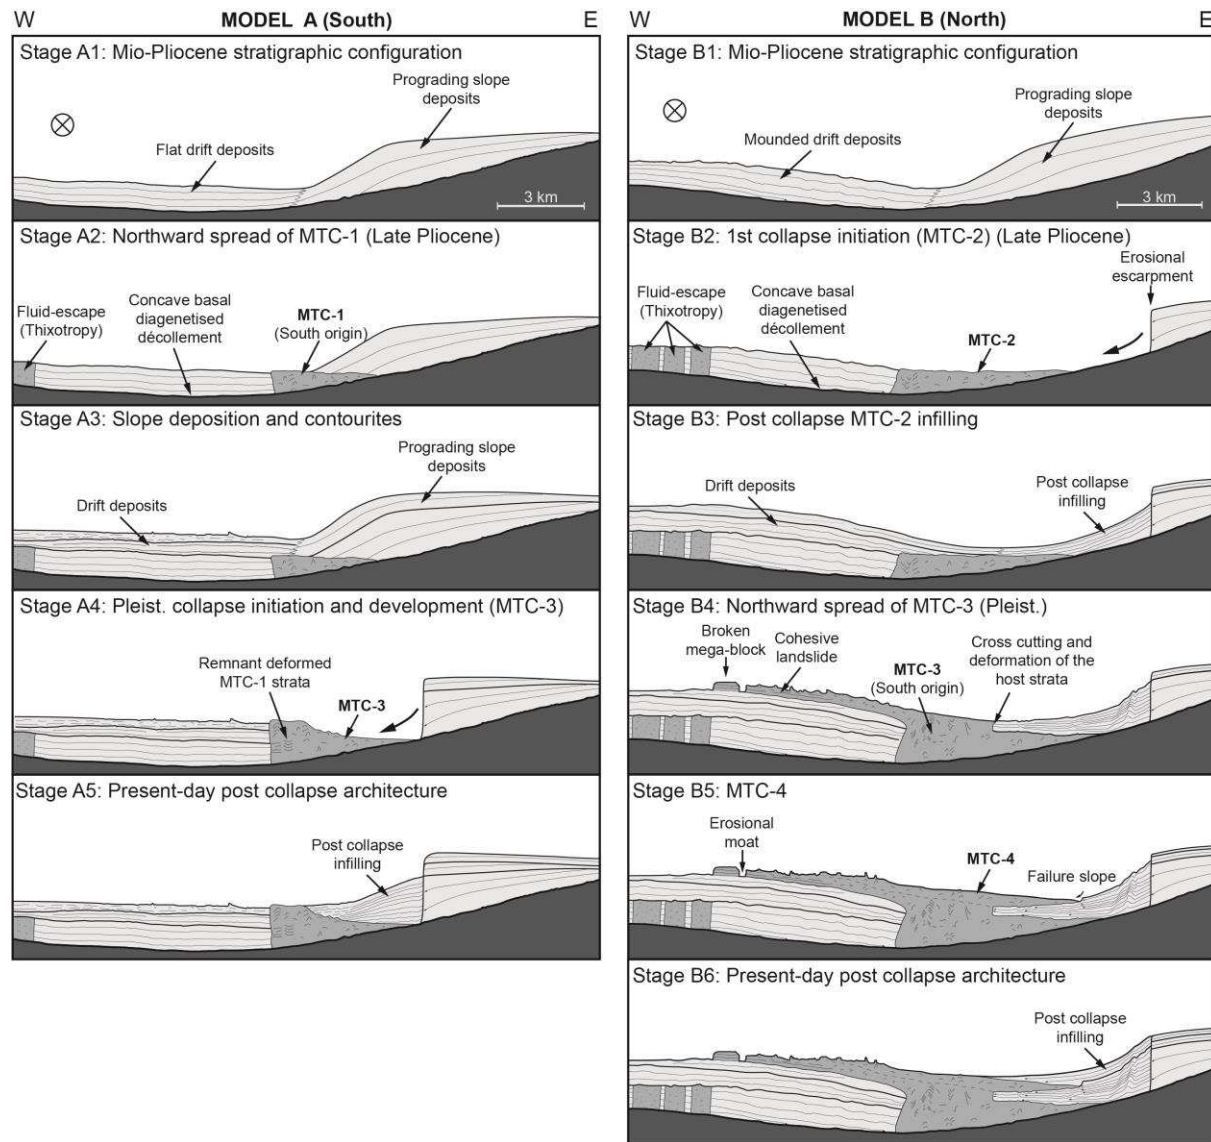 W
MODEL A (South)
E
Stage A1: Mio-Pliocene stratigraphic configuration
Prograding slope
deposits
Flat drift deposits
3 km
Stage A2: Northward spread of MTC-1 (Late Pliocene)
Fluid-escape
(Thixotropy)
Concave basal
diagenetised
décollement
MTC-1
(South origin)
Stage A3: Slope deposition and contourites
Prograding slope
deposits
Drift deposits
Stage A4: Pleist. collapse initiation and development (MTC-3)
Remnant deformed
MTC-1 strata
MTC-3
Stage A5: Present-day post collapse architecture
Post collapse
infilling
W
MODEL B (North)
E
Stage B1: Mio-Pliocene stratigraphic configuration
Prograding slope
deposits
Mounded drift deposits
3 km
Stage B2: 1st collapse initiation (MTC-2) (Late Pliocene)
Erosional
escarpment
Fluid-escape
(Thixotropy)
Concave basal
diagenetised
décollement
MTC-2
Stage B3: Post collapse MTC-2 infilling
Drift deposits
Post collapse
infilling
Stage B4: Northward spread of MTC-3 (Pleist.)
Broken
mega-block
Cohesive
landslide
MTC-3
(South origin)
Cross cutting and
deformation of the
host strata
Stage B5: MTC-4
Erosional
moat
MTC-4
Failure slope
Stage B6: Present-day post collapse architecture
Post collapse
infilling